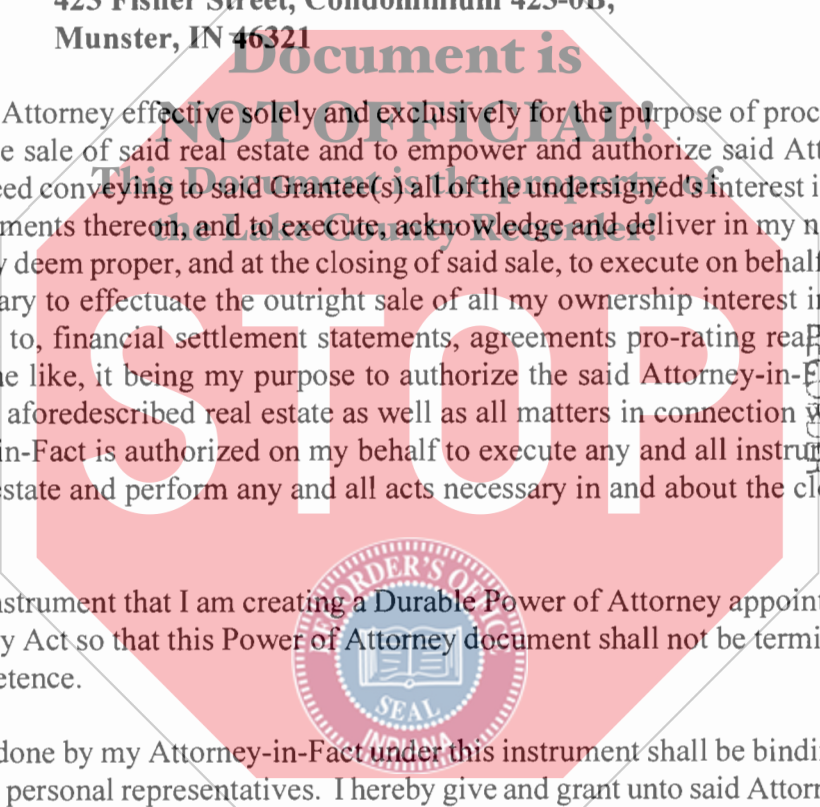 425 Fisher Street, Condominium 425-6B,
Munster, IN 46321
Document is
Attorney effective solely and exclusively for the purpose of proc
NOT OFFICIAL!
e sale of said real estate and to empower and authorize said Att
This Document is the property of
eed conveying to said Grantee(s) all of the undersigned's interest i
ments thereon, and to execute, acknowledge and deliver in my n
the Lake County Recorder!
y deem proper, and at the closing of said sale, to execute on behalf
ary to effectuate the outright sale of all my ownership interest in
to, financial settlement statements, agreements pro-rating real
e like, it being my purpose to authorize the said Attorney-in-F
aforedescribed real estate as well as all matters in connection w
in-Fact is authorized on my behalf to execute any and all instru
estate and perform any and all acts necessary in and about the clo
STOP
nstrument that I am creating a Durable Power of Attorney appoint
y Act so that this Power of Attorney document shall not be termi
etence.
RECORDER'S OFFIC
SEAL
INDIANA
done by my Attorney-in-Fact under this instrument shall be bindi
personal representatives. I hereby give and grant unto said Attorn